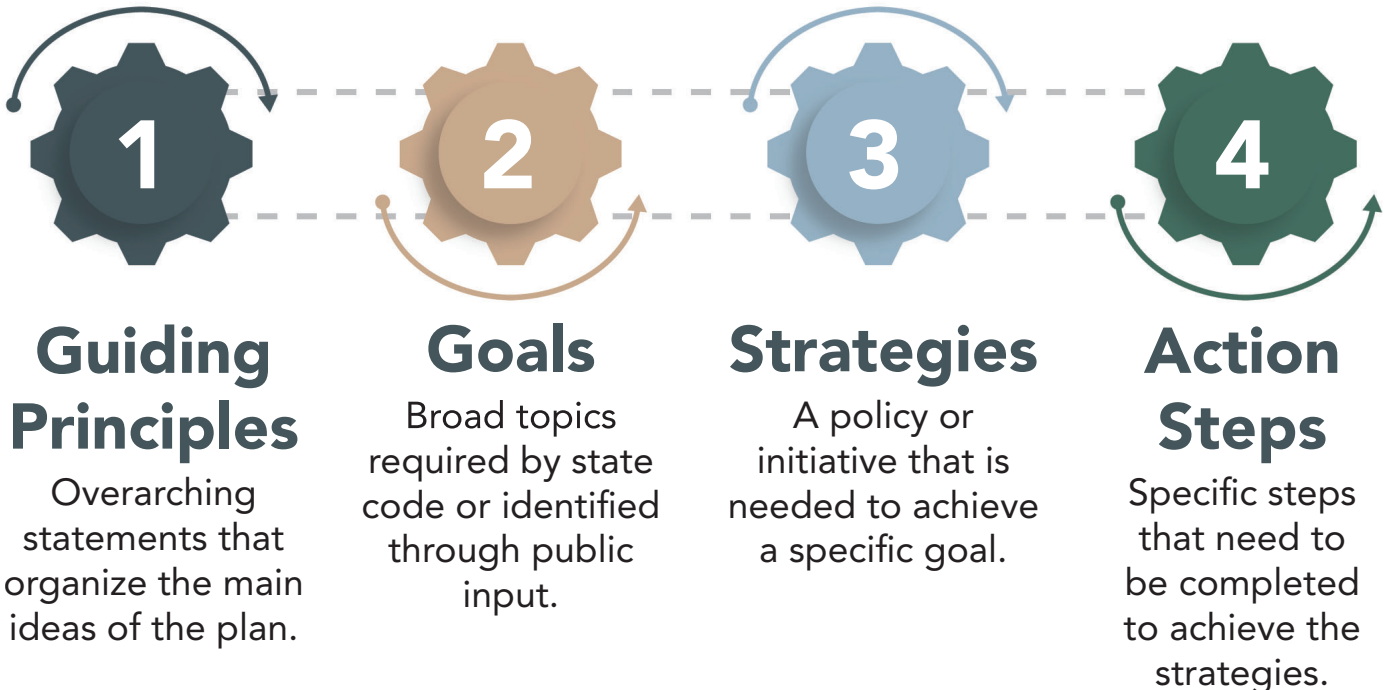 1
Guiding
Principles
Overarching
statements that
organize the main
ideas of the plan.
2
Goals
Broad topics
required by state
code or identified
through public
input.
3
Strategies
A policy or
initiative that is
needed to achieve
a specific goal.
4
Action
Steps
Specific steps
that need to
be completed
to achieve the
strategies.